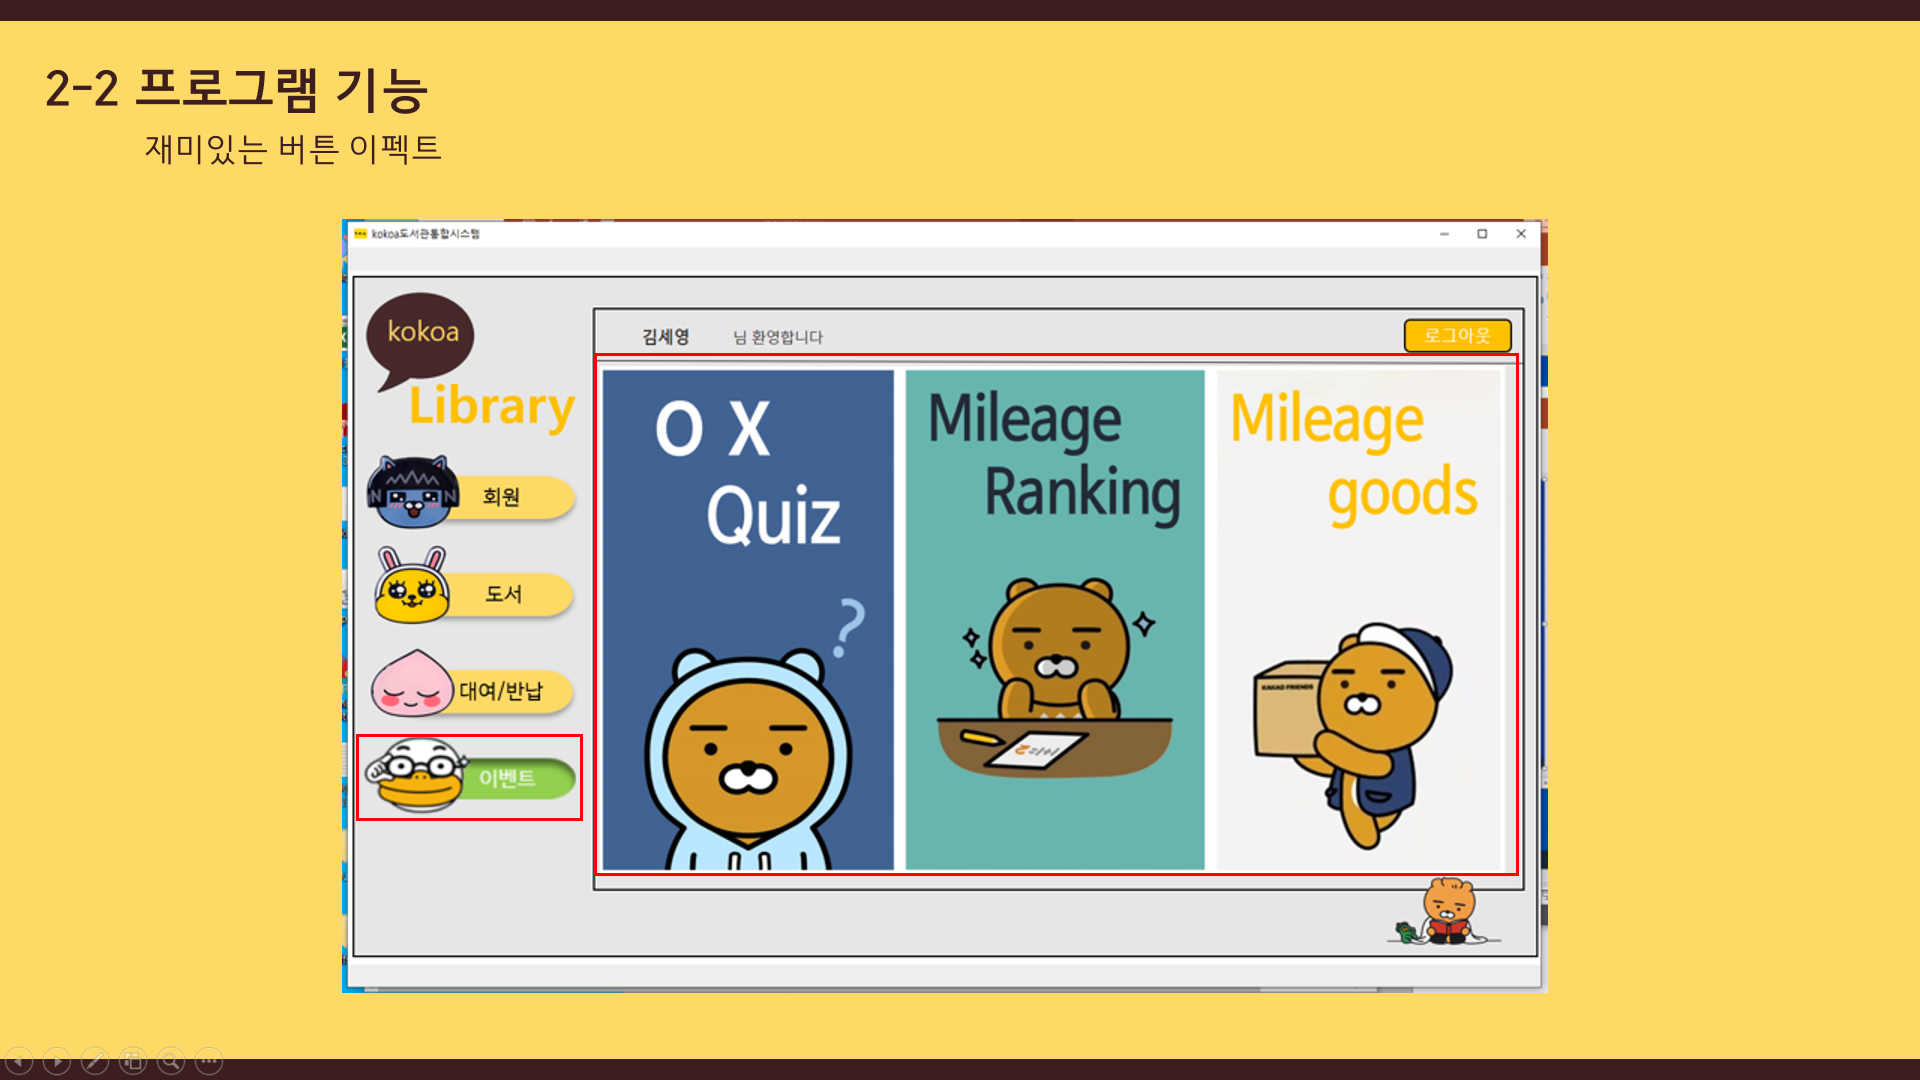 2-2 프로그램 기능
재미있는 버튼 이펙트
kokoa도서관통합시스템
kokoa
Library
김세영 님 환영합니다
로그아웃
회원
도서
대여/반납
이벤트
O X
Quiz
?
Mileage
Ranking
Mileage
goods
KAKAO FRIENDS